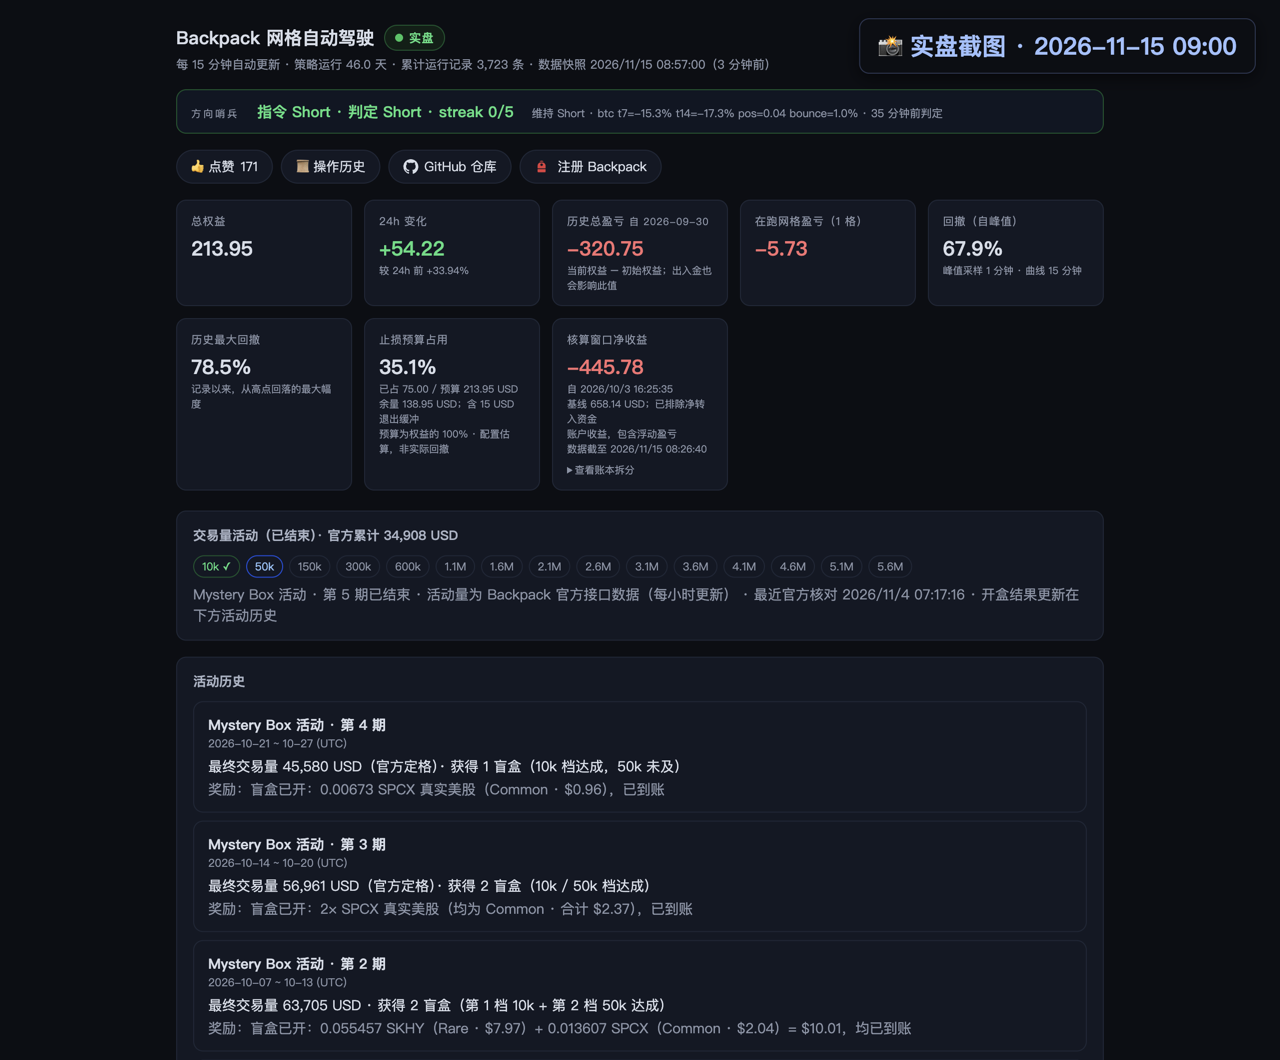 Backpack 网格自动驾驶
实盘
📸 实盘截图 · 2026-11-15 09:00
每 15 分钟自动更新 · 策略运行 46.0 天 · 累计运行记录 3,723 条 · 数据快照 2026/11/15 08:57:00（3 分钟前）
方向哨兵 指令 Short · 判定 Short · streak 0/5 维持 Short · btc t7=-15.3% t14=-17.3% pos=0.04 bounce=1.0% · 35 分钟前判定
👍 点赞 171
操作历史
GitHub 仓库
注册 Backpack
总权益
213.95
24h 变化
+54.22
较 24h 前 +33.94%
历史总盈亏 自 2026-09-30
-320.75
当前权益 − 初始权益；出入金也
会影响此值
在跑网格盈亏（1 格）
-5.73
回撤（自峰值）
67.9%
峰值采样 1 分钟 · 曲线 15 分钟
历史最大回撤
78.5%
记录以来，从高点回落的最大幅
度
止损预算占用
35.1%
已占 75.00 / 预算 213.95 USD
余量 138.95 USD；含 15 USD
退出缓冲
预算为权益的 100% · 配置估
算，非实际回撤
核算窗口净收益
-445.78
自 2026/10/3 16:25:35
基线 658.14 USD；已排除净转
入资金
账户收益，包含浮动盈亏
数据截至 2026/11/15 08:26:40
▶ 查看账本拆分
交易量活动（已结束）· 官方累计 34,908 USD
10k ✓ 50k 150k 300k 600k 1.1M 1.6M 2.1M 2.6M 3.1M 3.6M 4.1M 4.6M 5.1M 5.6M
Mystery Box 活动 · 第 5 期已结束 · 活动量为 Backpack 官方接口数据（每小时更新） · 最近官方核对 2026/11/4 07:17:16 · 开盒结果更新在
下方活动历史
活动历史
Mystery Box 活动 · 第 4 期
2026-10-21 ~ 10-27 (UTC)
最终交易量 45,580 USD（官方定格）· 获得 1 盲盒（10k 档达成，50k 未及）
奖励：盲盒已开：0.00673 SPCX 真实美股（Common · $0.96），已到账
Mystery Box 活动 · 第 3 期
2026-10-14 ~ 10-20 (UTC)
最终交易量 56,961 USD（官方定格）· 获得 2 盲盒（10k / 50k 档达成）
奖励：盲盒已开：2× SPCX 真实美股（均为 Common · 合计 $2.37），已到账
Mystery Box 活动 · 第 2 期
2026-10-07 ~ 10-13 (UTC)
最终交易量 63,705 USD · 获得 2 盲盒（第 1 档 10k + 第 2 档 50k 达成）
奖励：盲盒已开：0.055457 SKHY（Rare · $7.97）+ 0.013607 SPCX（Common · $2.04）= $10.01，均已到账